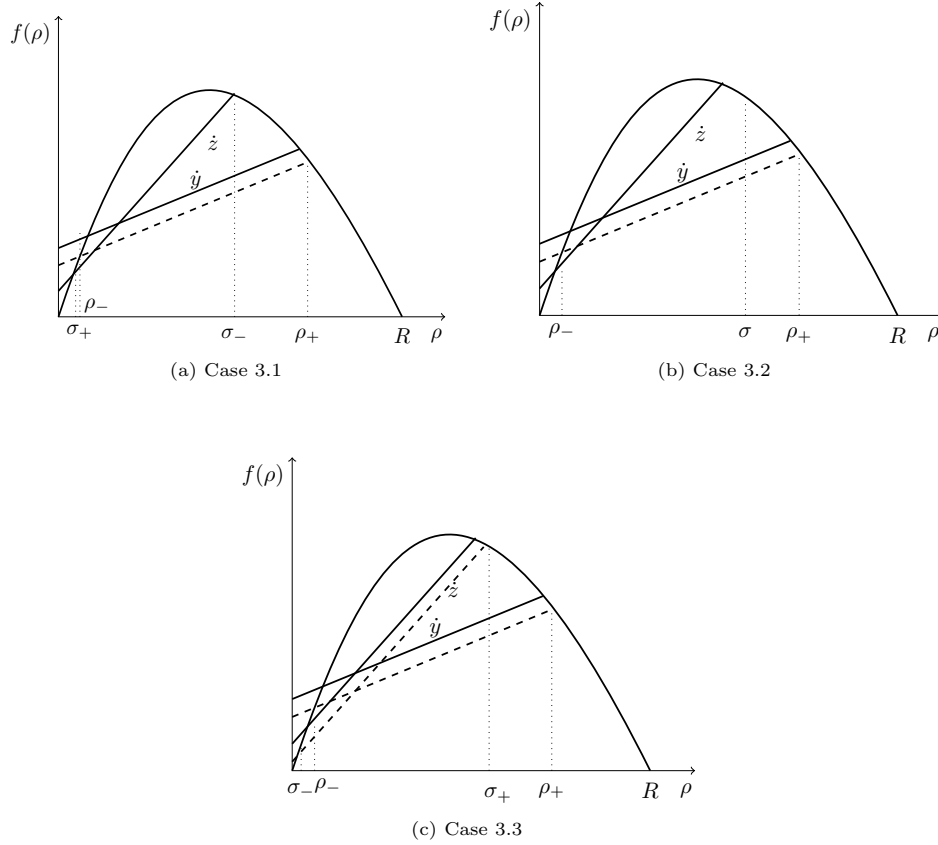 f(ρ)
ż
ẏ
ρ₋
σ₊
σ₋
ρ₊
R
ρ
(a) Case 3.1
f(ρ)
ż
ẏ
ρ₋
σ
ρ₊
R
ρ
(b) Case 3.2
f(ρ)
ż
ẏ
σ₋
ρ₋
σ₊
ρ₊
R
ρ
(c) Case 3.3